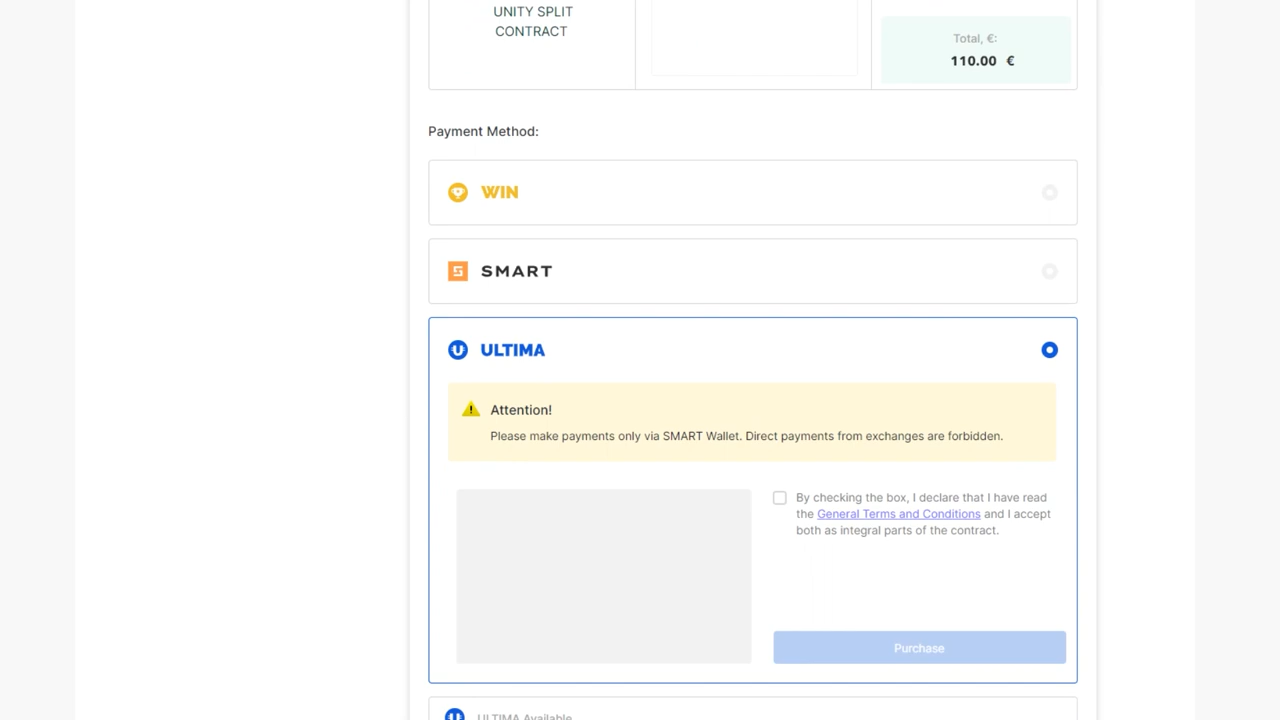 UNITY SPLIT
CONTRACT
Total, €:
110.00 €
Payment Method:
WIN
SMART
ULTIMA
Attention!
Please make payments only via SMART Wallet. Direct payments from exchanges are forbidden.
By checking the box, I declare that I have read
the General Terms and Conditions and I accept
both as integral parts of the contract.
Purchase
ULTIMA Available